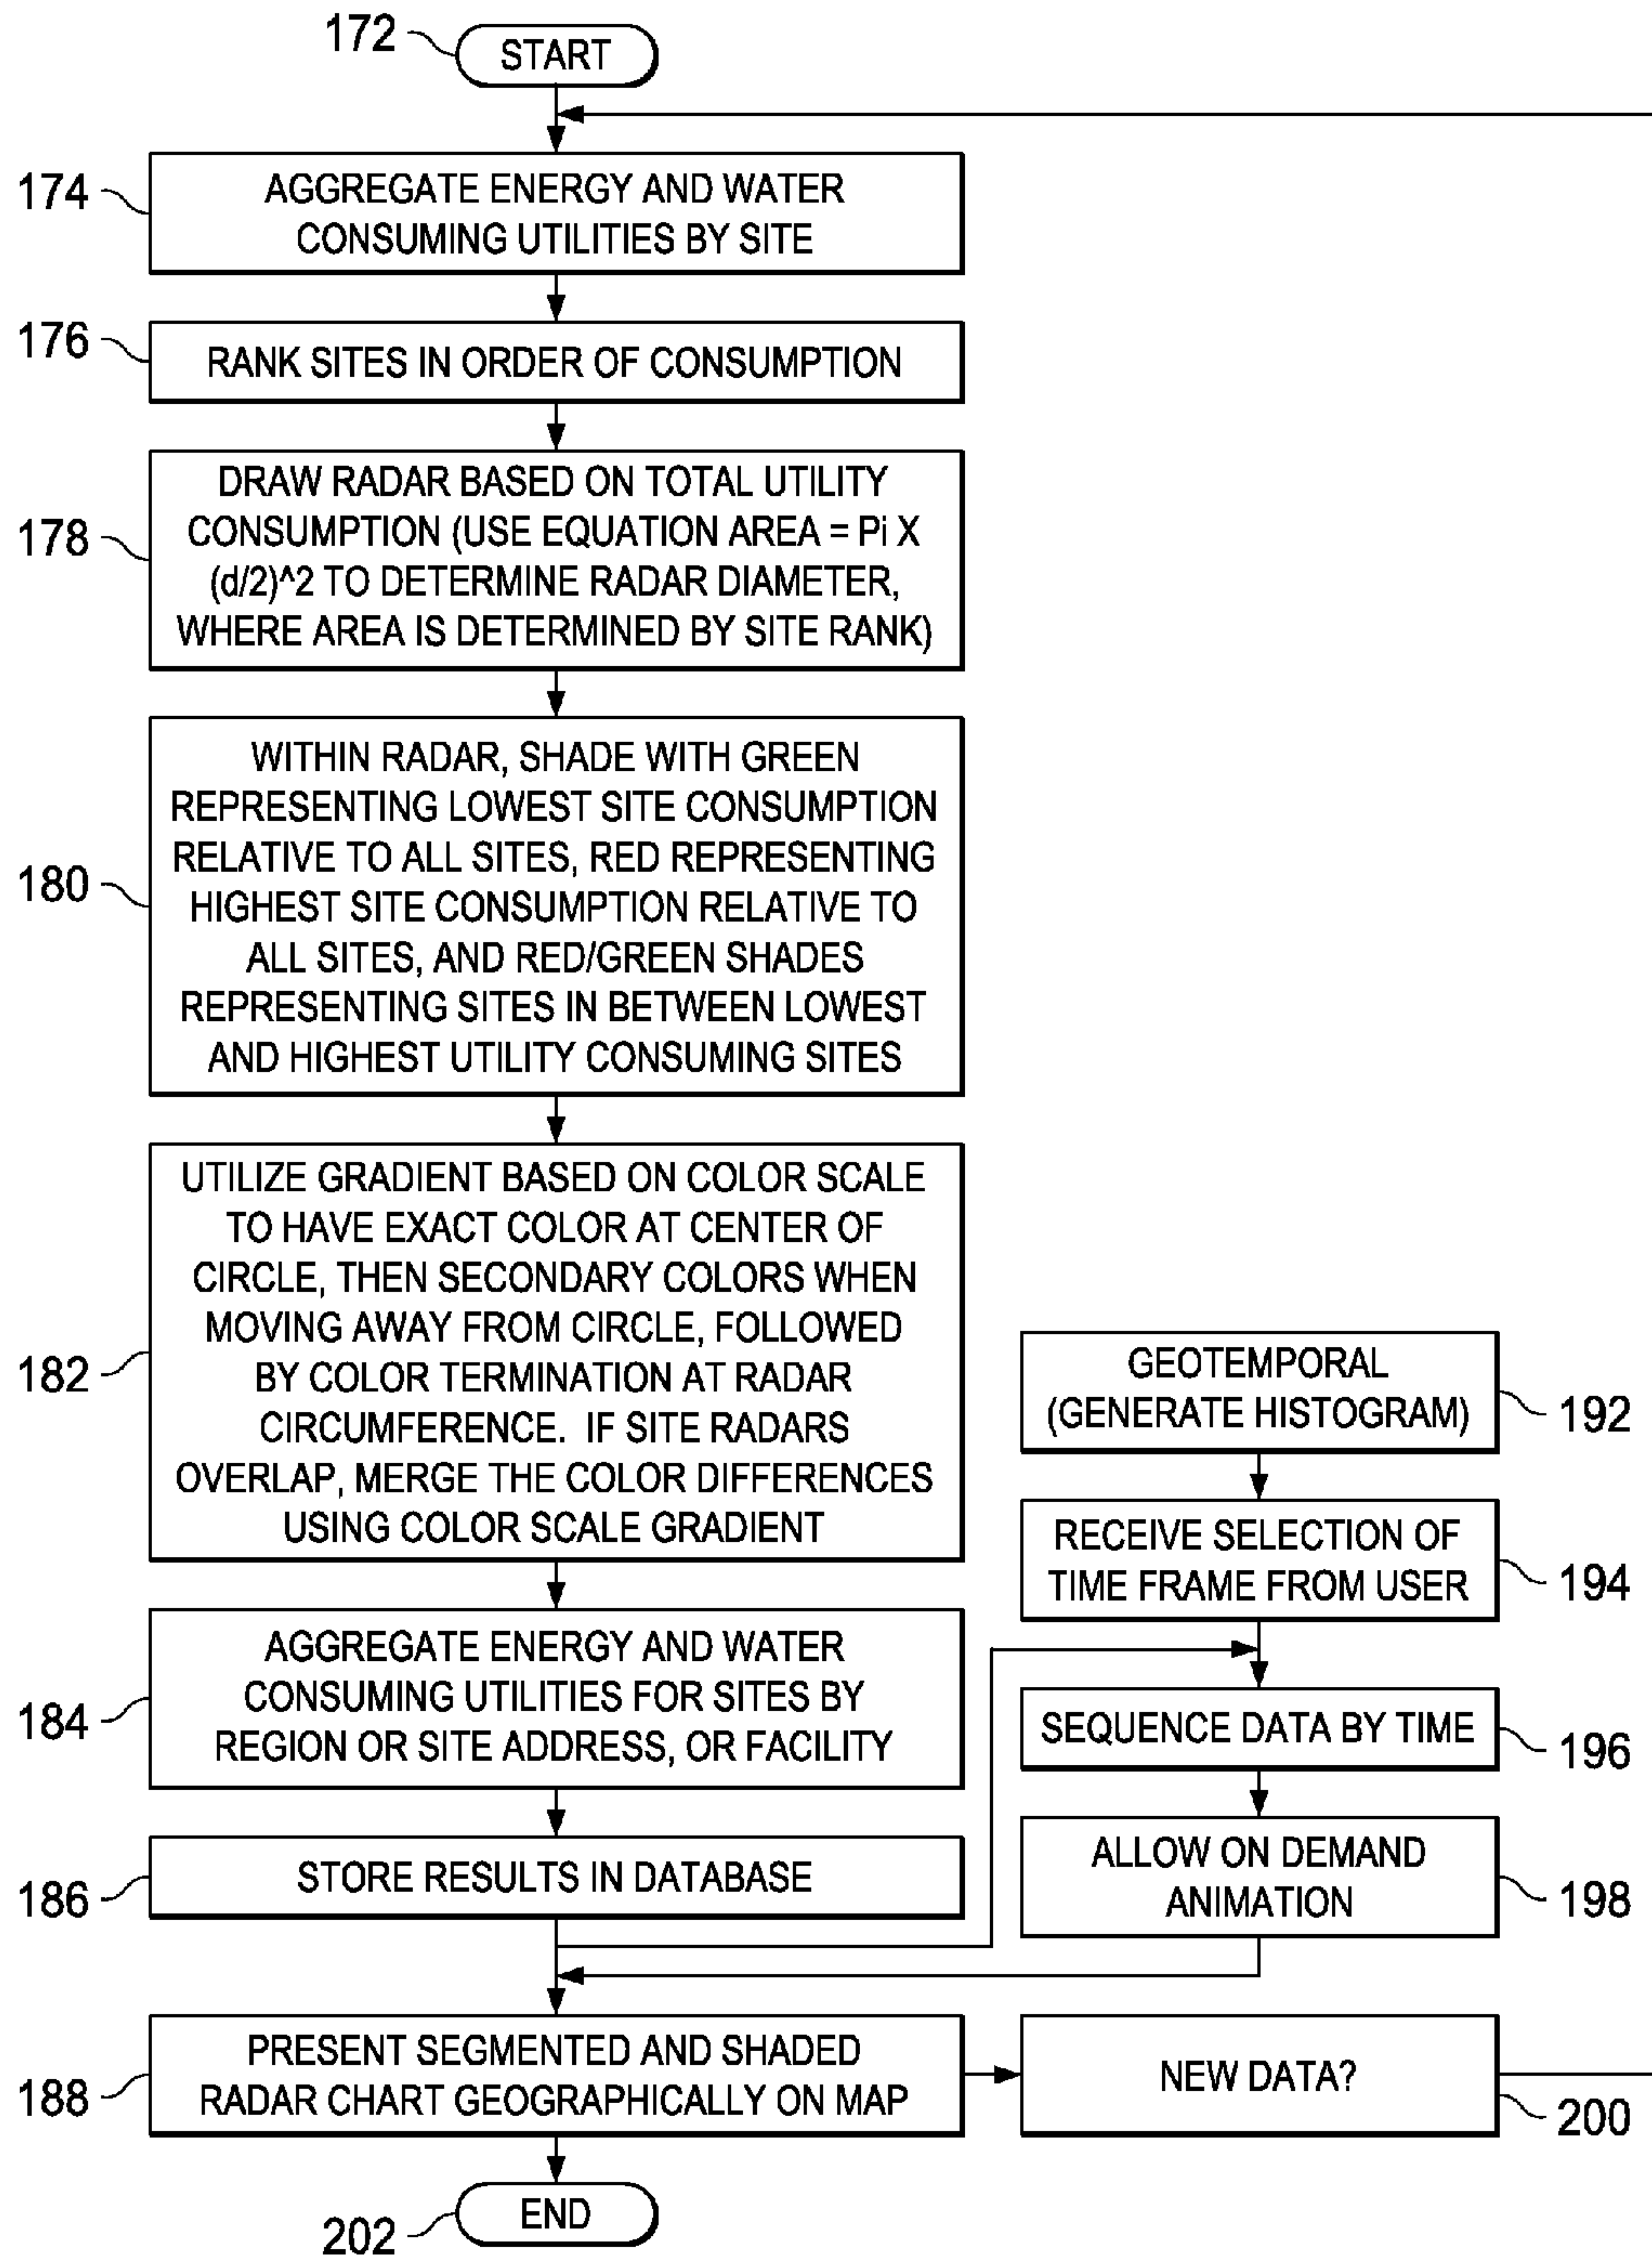 172
START
174
AGGREGATE ENERGY AND WATER
CONSUMING UTILITIES BY SITE
176
RANK SITES IN ORDER OF CONSUMPTION
178
DRAW RADAR BASED ON TOTAL UTILITY
CONSUMPTION (USE EQUATION AREA = Pi X
(d/2)^2 TO DETERMINE RADAR DIAMETER,
WHERE AREA IS DETERMINED BY SITE RANK)
180
WITHIN RADAR, SHADE WITH GREEN
REPRESENTING LOWEST SITE CONSUMPTION
RELATIVE TO ALL SITES, RED REPRESENTING
HIGHEST SITE CONSUMPTION RELATIVE TO
ALL SITES, AND RED/GREEN SHADES
REPRESENTING SITES IN BETWEEN LOWEST
AND HIGHEST UTILITY CONSUMING SITES
182
UTILIZE GRADIENT BASED ON COLOR SCALE
TO HAVE EXACT COLOR AT CENTER OF
CIRCLE, THEN SECONDARY COLORS WHEN
MOVING AWAY FROM CIRCLE, FOLLOWED
BY COLOR TERMINATION AT RADAR
CIRCUMFERENCE. IF SITE RADARS
OVERLAP, MERGE THE COLOR DIFFERENCES
USING COLOR SCALE GRADIENT
184
AGGREGATE ENERGY AND WATER
CONSUMING UTILITIES FOR SITES BY
REGION OR SITE ADDRESS, OR FACILITY
186
STORE RESULTS IN DATABASE
188
PRESENT SEGMENTED AND SHADED
RADAR CHART GEOGRAPHICALLY ON MAP
202
END
GEOTEMPORAL
(GENERATE HISTOGRAM)
192
RECEIVE SELECTION OF
TIME FRAME FROM USER
194
SEQUENCE DATA BY TIME
196
ALLOW ON DEMAND
ANIMATION
198
NEW DATA?
200